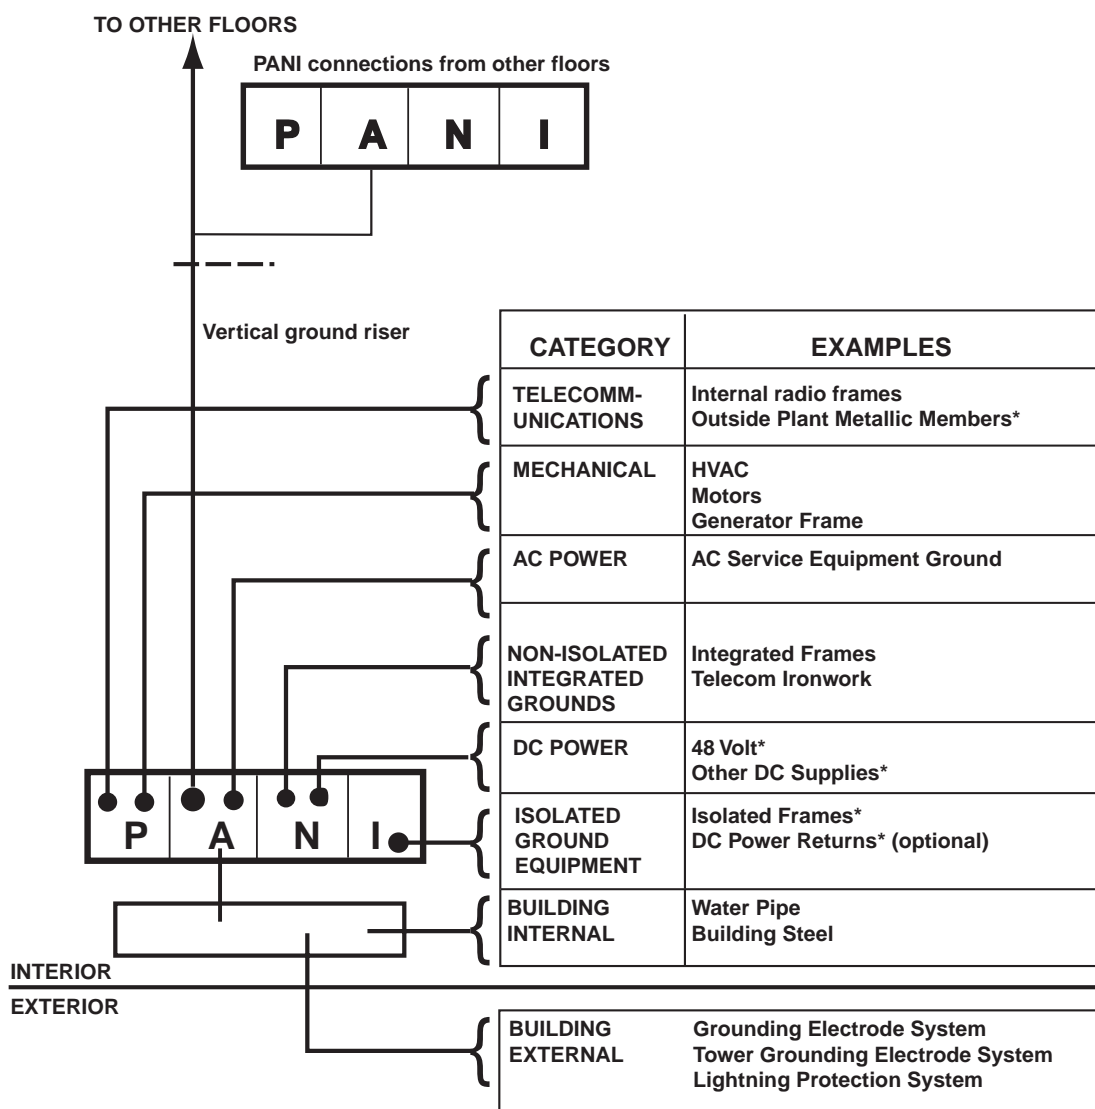 TO OTHER FLOORS
PANI connections from other floors
P A N I
Vertical ground riser
CATEGORY EXAMPLES
TELECOMM-
UNICATIONS
Internal radio frames
Outside Plant Metallic Members*
MECHANICAL
HVAC
Motors
Generator Frame
AC POWER
AC Service Equipment Ground
NON-ISOLATED
INTEGRATED
GROUNDS
Integrated Frames
Telecom Ironwork
DC POWER
48 Volt*
Other DC Supplies*
P A N I
ISOLATED
GROUND
EQUIPMENT
Isolated Frames*
DC Power Returns* (optional)
BUILDING
INTERNAL
Water Pipe
Building Steel
INTERIOR
EXTERIOR
BUILDING
EXTERNAL
Grounding Electrode System
Tower Grounding Electrode System
Lightning Protection System